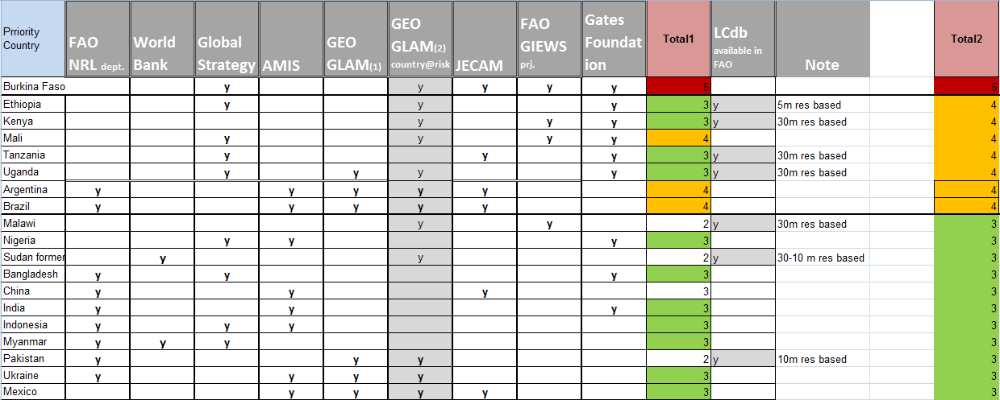 Prriority Country FAO NRL dept. World Bank Global Strategy AMIS GEO GLAM(1) GEO GLAM(2) country@risk JECAM FAO GIEWS prj. Gates Foundation Total1 LCdb available in FAO Note Total2
Burkina Faso y y y y y 5 5
Ethiopia y y y 3 y 5m res based 4
Kenya y y y 3 y 30m res based 4
Mali y y y y 4 4
Tanzania y y y 3 y 30m res based 4
Uganda y y y y 3 y 30m res based 4
Argentina y y y y y 4 4
Brazil y y y y y 4 4
Malawi y y 2 y 30m res based 3
Nigeria y y y 3 3
Sudan former y y 2 y 30-10 m res based 3
Bangladesh y y y 3 3
China y y y 3 3
India y y y 3 3
Indonesia y y y 3 3
Myanmar y y y 3 3
Pakistan y y y 2 y 10m res based 3
Ukraine y y y y 3 3
Mexico y y y y 3 3